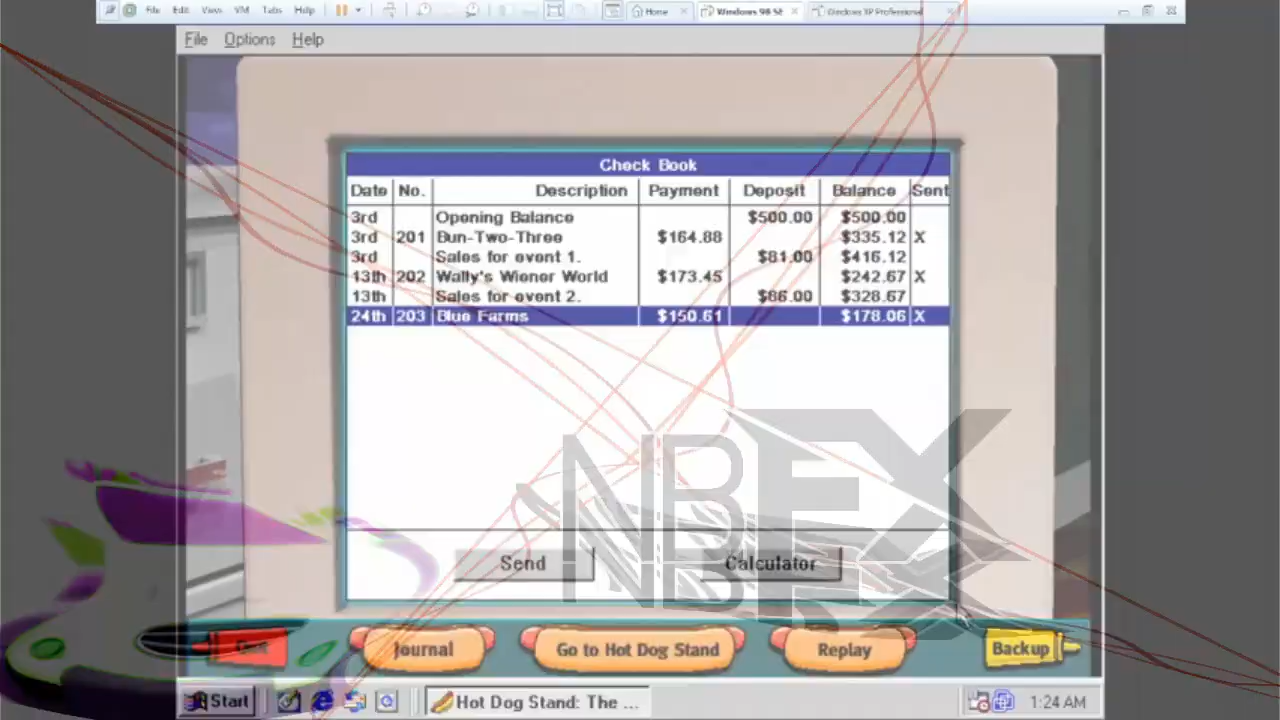 File Edit View VM Tabs Help Home Windows 98 SE Windows XP Professional
File Options Help
Check Book
Date No. Description Payment Deposit Balance Sent
3rd Opening Balance $500.00 $500.00
3rd 201 Bun-Two-Three $164.88 $335.12 X
3rd Sales for event 1. $81.00 $416.12
13th 202 Wally's Wiener World $173.45 $242.67 X
13th Sales for event 2. $86.00 $328.67
24th 203 Blue Farms $150.61 $178.06 X
NBFX
Send Calculator
Journal Go to Hot Dog Stand Replay Backup
Start Hot Dog Stand: The ... 1:24 AM